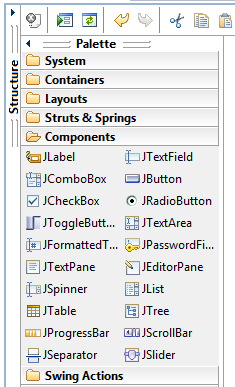 Structure
Palette
System
Containers
Layouts
Struts & Springs
Components
JLabel JTextField
JComboBox JButton
JCheckBox JRadioButton
JToggleButt... JTextArea
JFormattedT... JPasswordFi...
JTextPane JEditorPane
JSpinner JList
JTable JTree
JProgressBar JScrollBar
JSeparator JSlider
Swing Actions